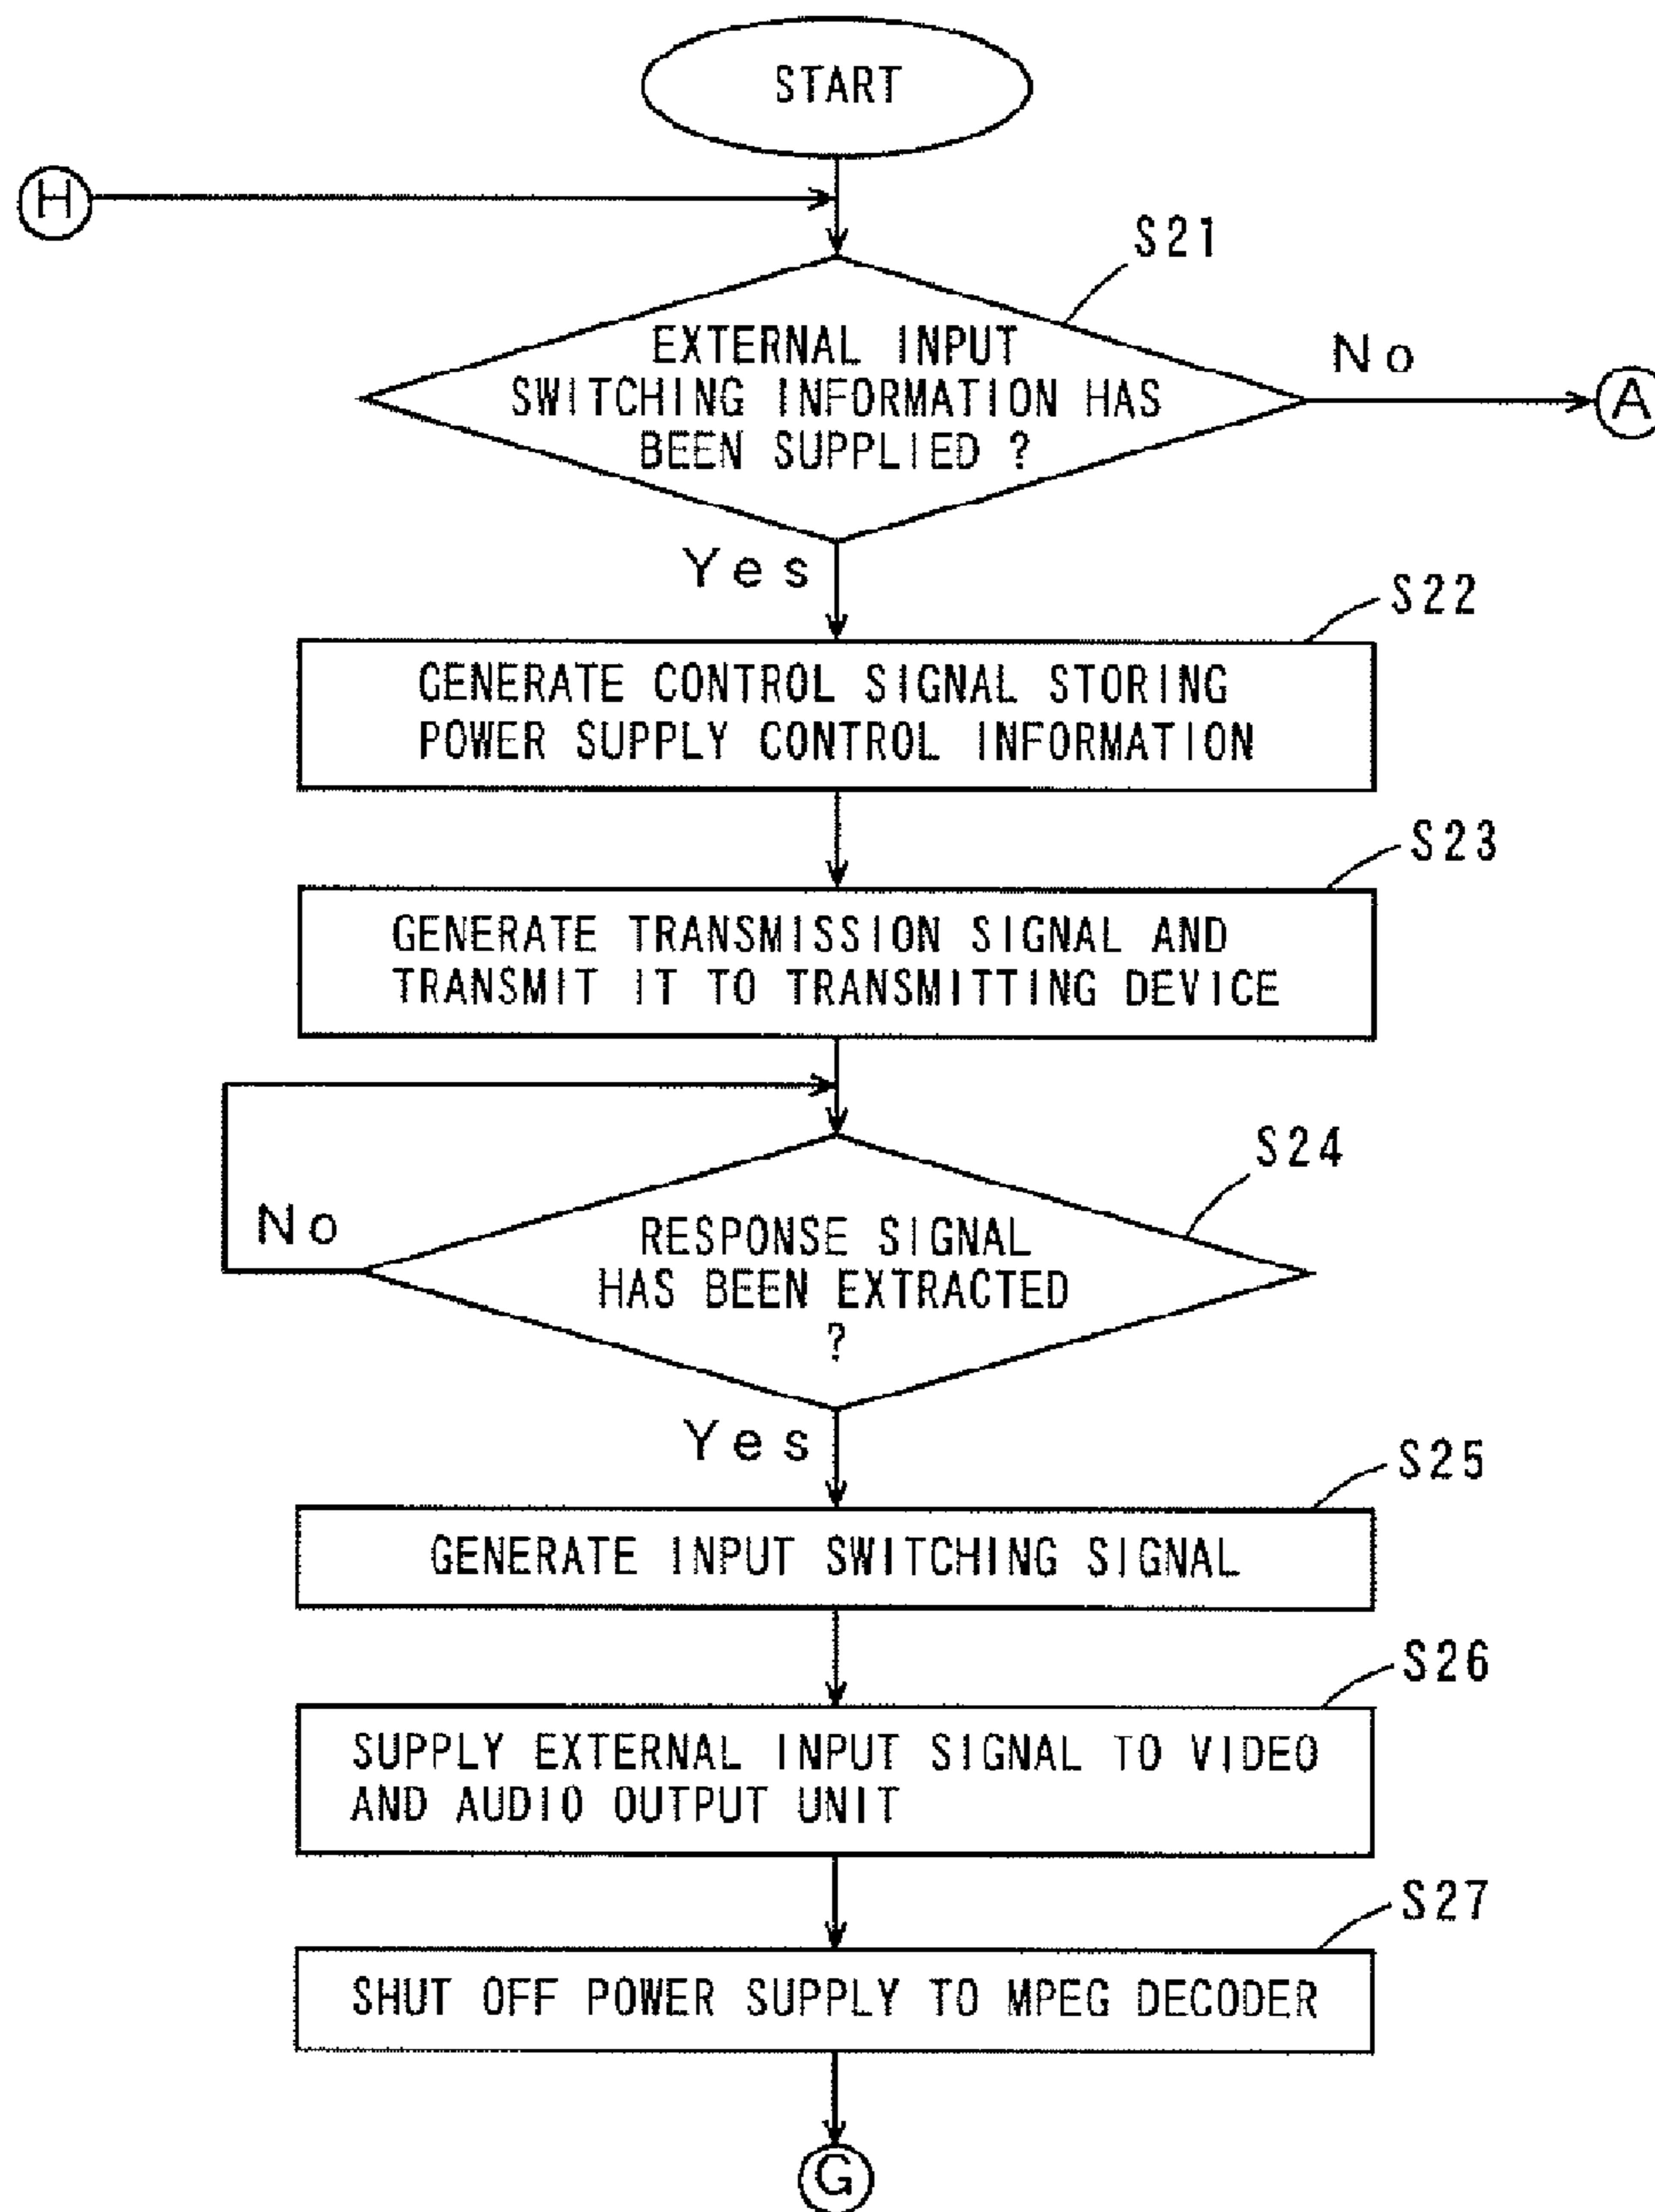 START
H
S21
EXTERNAL INPUT
SWITCHING INFORMATION HAS
BEEN SUPPLIED ?
No
A
Yes
S22
GENERATE CONTROL SIGNAL STORING
POWER SUPPLY CONTROL INFORMATION
S23
GENERATE TRANSMISSION SIGNAL AND
TRANSMIT IT TO TRANSMITTING DEVICE
S24
No
RESPONSE SIGNAL
HAS BEEN EXTRACTED
?
Yes
S25
GENERATE INPUT SWITCHING SIGNAL
S26
SUPPLY EXTERNAL INPUT SIGNAL TO VIDEO
AND AUDIO OUTPUT UNIT
S27
SHUT OFF POWER SUPPLY TO MPEG DECODER
G